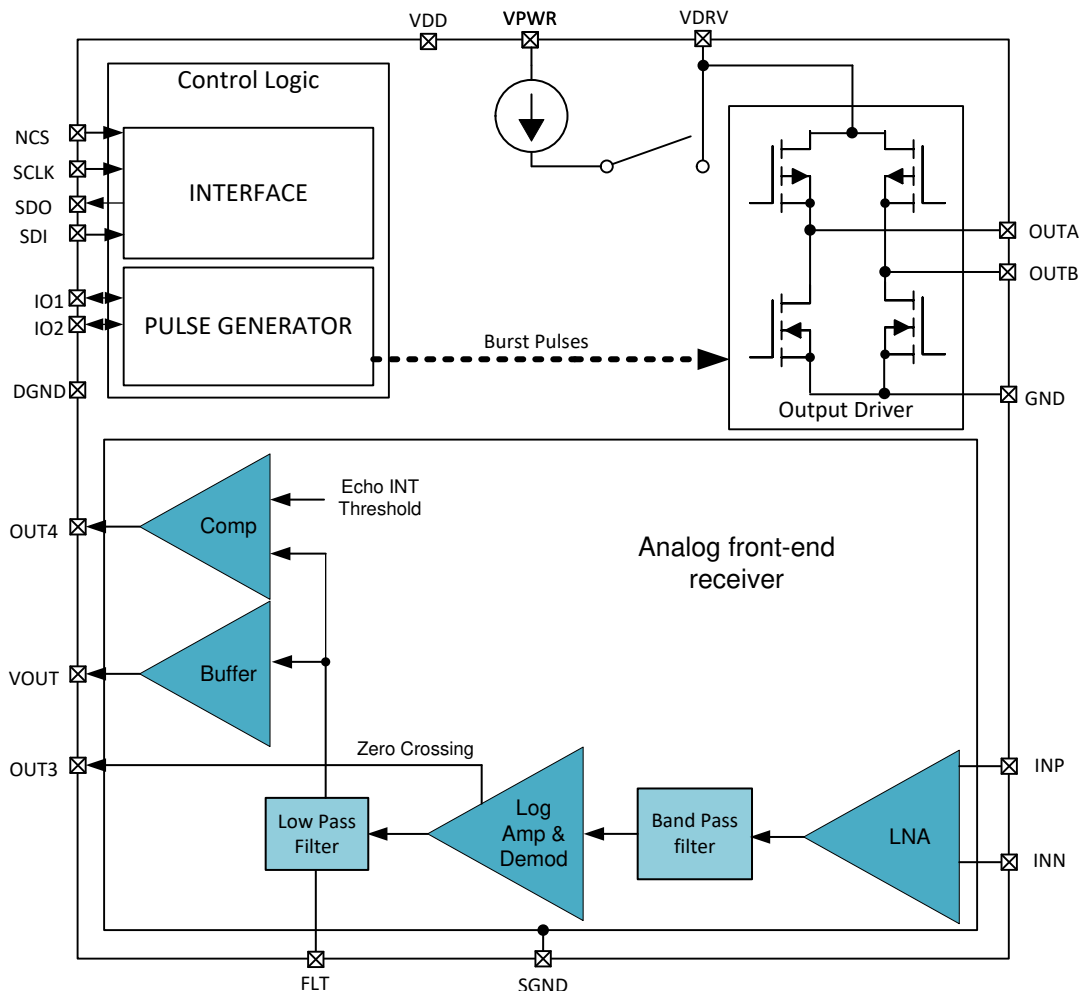 VDD
VPWR
VDRV
Control Logic
NCS
SCLK
SDO
SDI
INTERFACE
IO1
IO2
PULSE GENERATOR
DGND
Burst Pulses
OUTA
OUTB
GND
Output Driver
Echo INT
Threshold
Comp
OUT4
Analog front-end
receiver
Buffer
VOUT
Zero Crossing
OUT3
Low Pass
Filter
Log
Amp &
Demod
Band Pass
filter
LNA
INP
INN
FLT
SGND